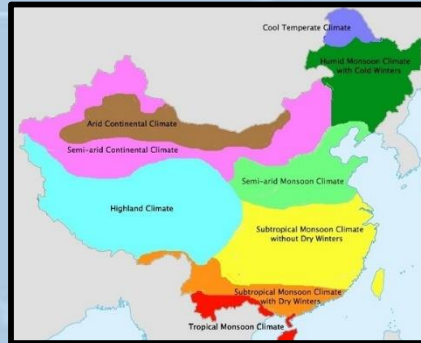 Cool Temperate Climate
Humid Monsoon Climate
with Cold Winters
Arid Continental Climate
Semi-arid Continental Climate
Semi-arid Monsoon Climate
Highland Climate
Subtropical Monsoon Climate
without Dry Winters
Subtropical Monsoon Climate
with Dry Winters
Tropical Monsoon Climate